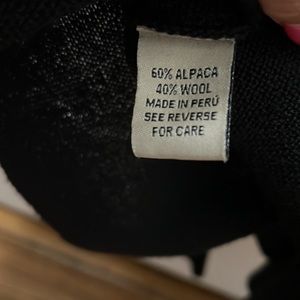 60% ALPACA
40% WOOL
MADE IN PERÚ
SEE REVERSE
FOR CARE